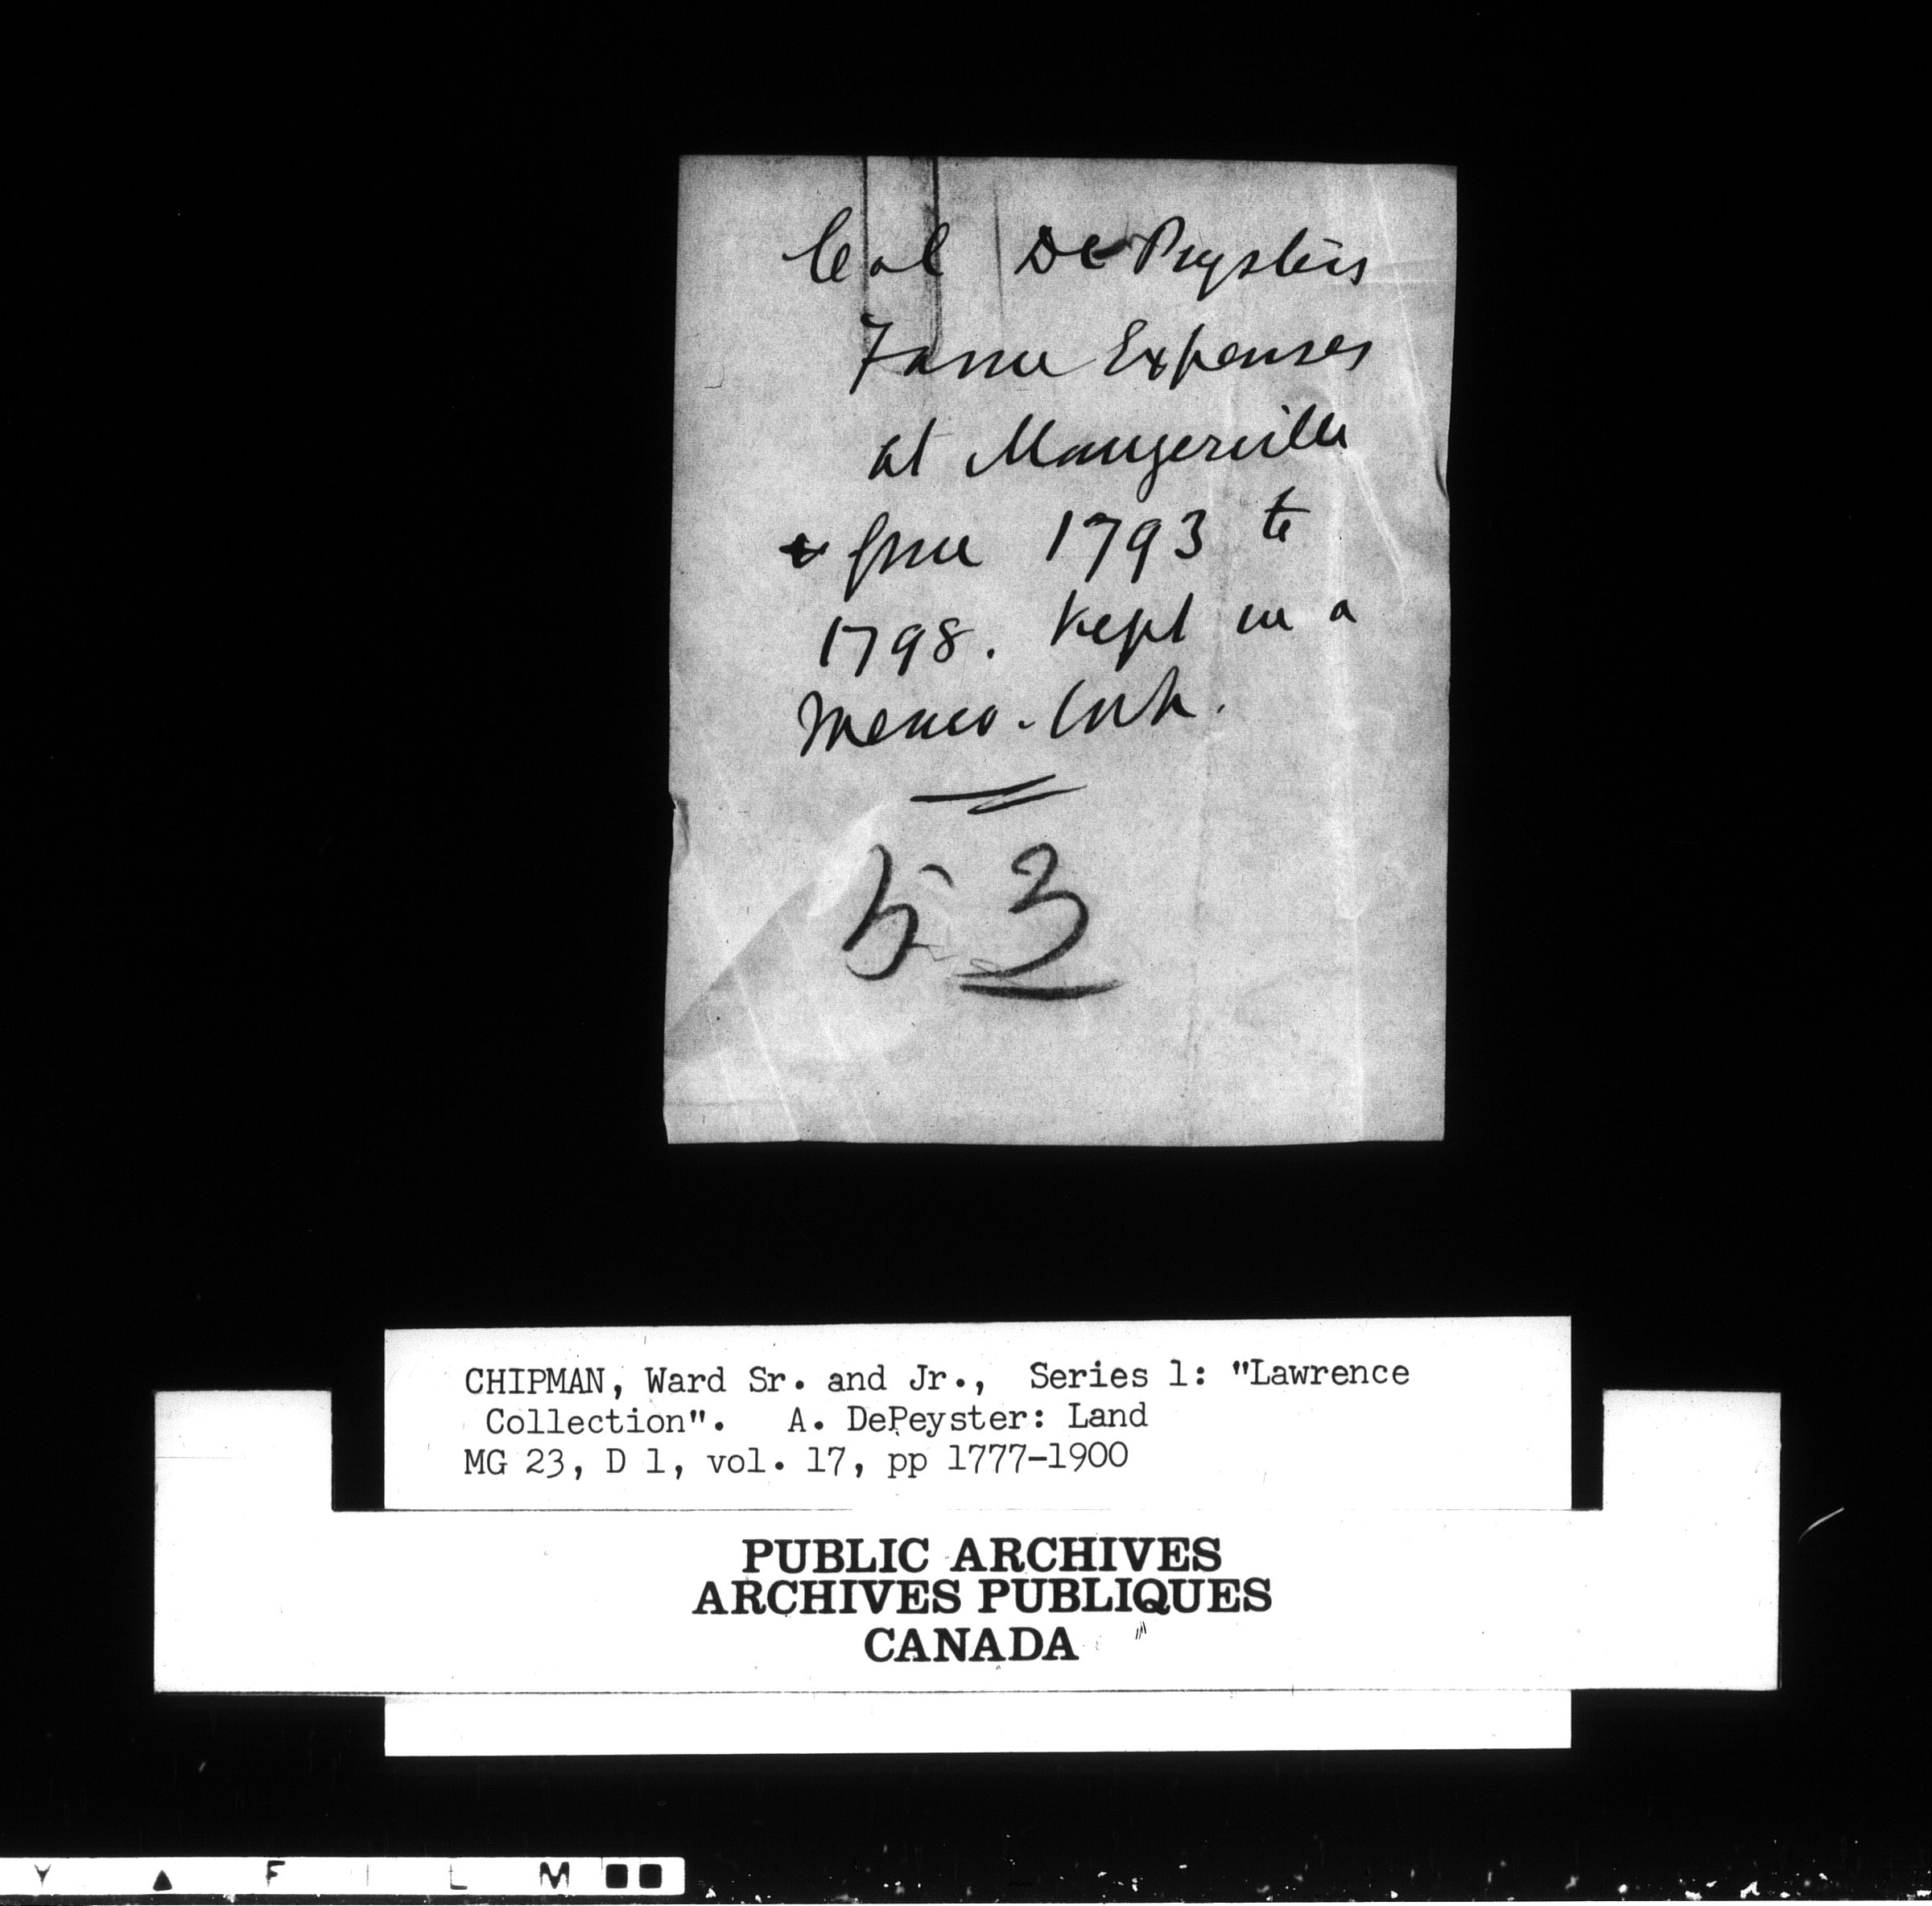 Col DePeysters
Farm Expenses
at Maugerville
from 1793 to
1798. Kept in a
Memo.
53
CHIPMAN, Ward Sr. and Jr., Series 1: "Lawrence
Collection". A. DePeyster: Land
MG 23, D 1, vol. 17, pp 1777-1900
PUBLIC ARCHIVES
ARCHIVES PUBLIQUES
CANADA
Y A F I L M